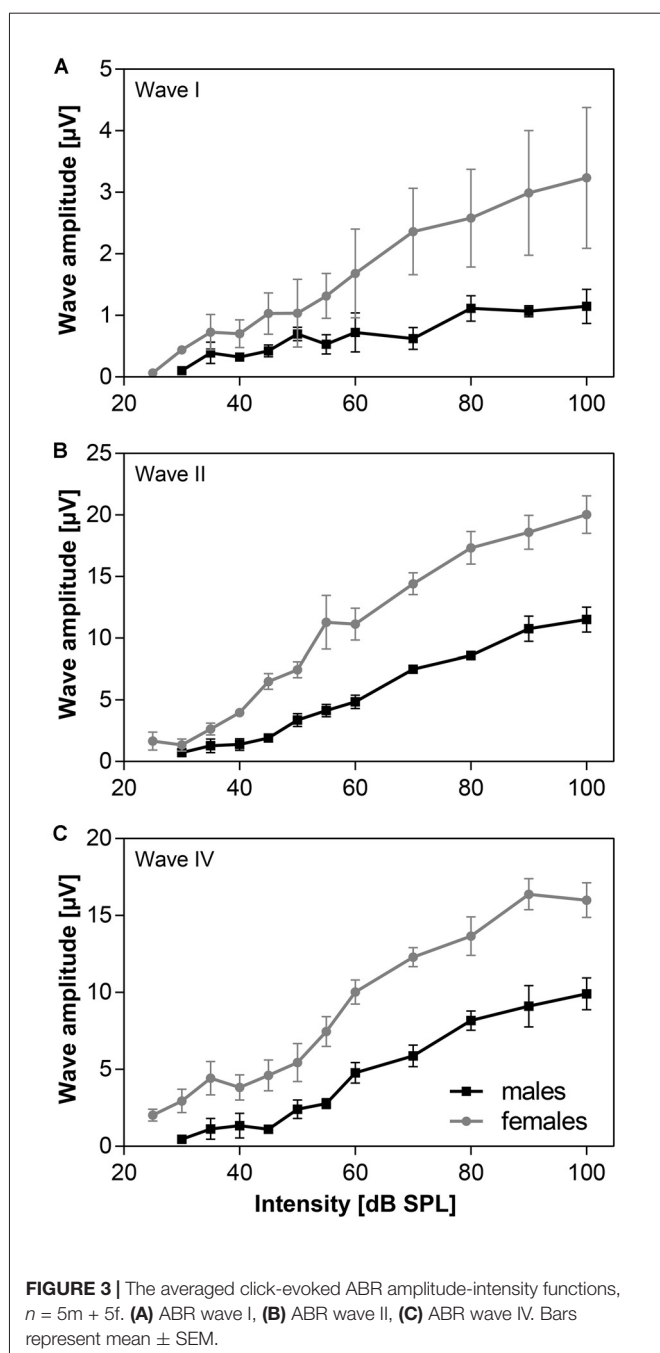 A
Wave I
Wave amplitude [µV]
5
4
3
2
1
0
20 40 60 80 100
B
Wave II
Wave amplitude [µV]
25
20
15
10
5
0
20 40 60 80 100
C
Wave IV
Wave amplitude [µV]
20
15
10
5
0
males
females
20 40 60 80 100
Intensity [dB SPL]
FIGURE 3 | The averaged click-evoked ABR amplitude-intensity functions,
n = 5m + 5f. (A) ABR wave I, (B) ABR wave II, (C) ABR wave IV. Bars
represent mean ± SEM.